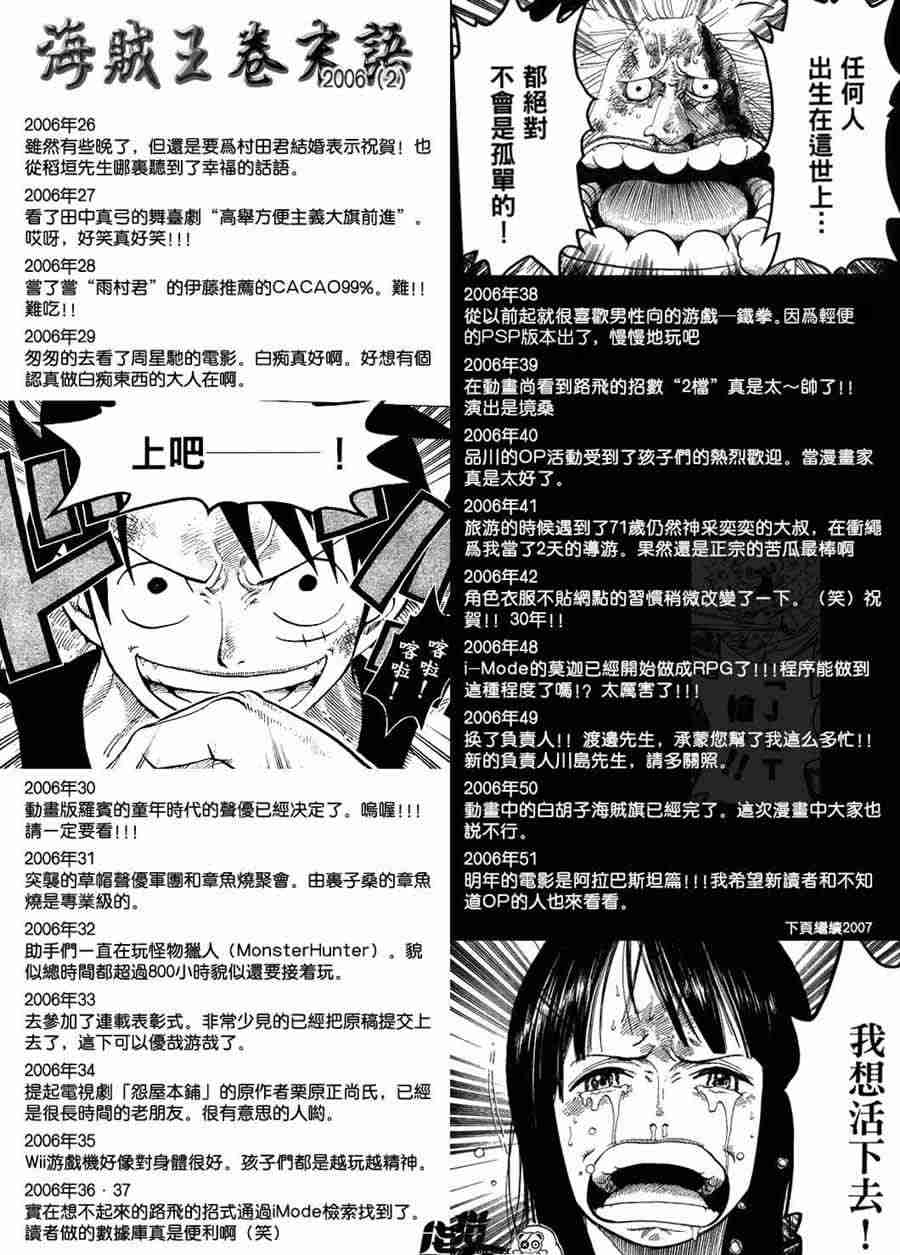 海賊王卷末語
2006（2）
2006年26
雖然有些晚了，但還是要爲村田君結婚表示祝賀！也
從稻垣先生哪裏聽到了幸福的話語。
2006年27
看了田中真弓的舞臺劇“高舉方便主義大旗前進”。
哎呀，好笑真好笑!!!
2006年28
嘗了嘗“雨村君”的伊藤推薦的CACAO99%。難!!
難吃!!
2006年29
匆匆的去看了周星馳的電影。白痴真好啊。好想有個
認真做白痴東西的大人在啊。
上吧———！
喀啦！
喀啦！
2006年30
動畫版羅賓的童年時代的聲優已經决定了。嗚喔!!!
請一定要看!!!
2006年31
突襲的草帽聲優軍團和章魚燒聚會。由裏子桑的章魚
燒是專業級的。
2006年32
助手們一直在玩怪物獵人（MonsterHunter）。貌
似總時間都超過800小時貌似還要接着玩。
2006年33
去參加了連載表彰式。非常少見的已經把原稿提交上
去了，這下可以優哉游哉了。
2006年34
提起電視劇「怨屋本鋪」的原作者栗原正尚氏，已經
是很長時間的老朋友。很有意思的人喲。
2006年35
Wii游戲機好像對身體很好。孩子們都是越玩越精神。
2006年36·37
實在想不起來的路飛的招式通過iMode檢索找到了。
讀者做的數據庫真是便利啊（笑）
任何人
出生在這世上…
都絕對
不會是孤單的！
2006年38
從以前起就很喜歡男性向的游戲—鐵拳。因爲輕便
的PSP版本出了，慢慢地玩吧
2006年39
在動畫尚看到路飛的招數“2檔”真是太～帥了!!
演出是境桑
2006年40
品川的OP活動受到了孩子們的熱烈歡迎。當漫畫家
真是太好了。
2006年41
旅游的時候遇到了71歲仍然神采奕奕的大叔，在衝繩
爲我當了2天的導游。果然還是正宗的苦瓜最棒啊
2006年42
角色衣服不貼網點的習慣稍微改變了一下。（笑）祝
賀!! 30年!!
2006年48
i-Mode的莫迦已經開始做成RPG了!!!程序能做到
這種程度了嗎!? 太厲害了!!!
2006年49
换了負責人!! 渡邊先生，承蒙您幫了我這么多忙!!
新的負責人川島先生，請多關照。
2006年50
動畫中的白胡子海賊旗已經完了。這次漫畫中大家也
説不行。
2006年51
明年的電影是阿拉巴斯坦篇!!!我希望新讀者和不知
道OP的人也來看看。
下頁繼續2007
我想活下去！